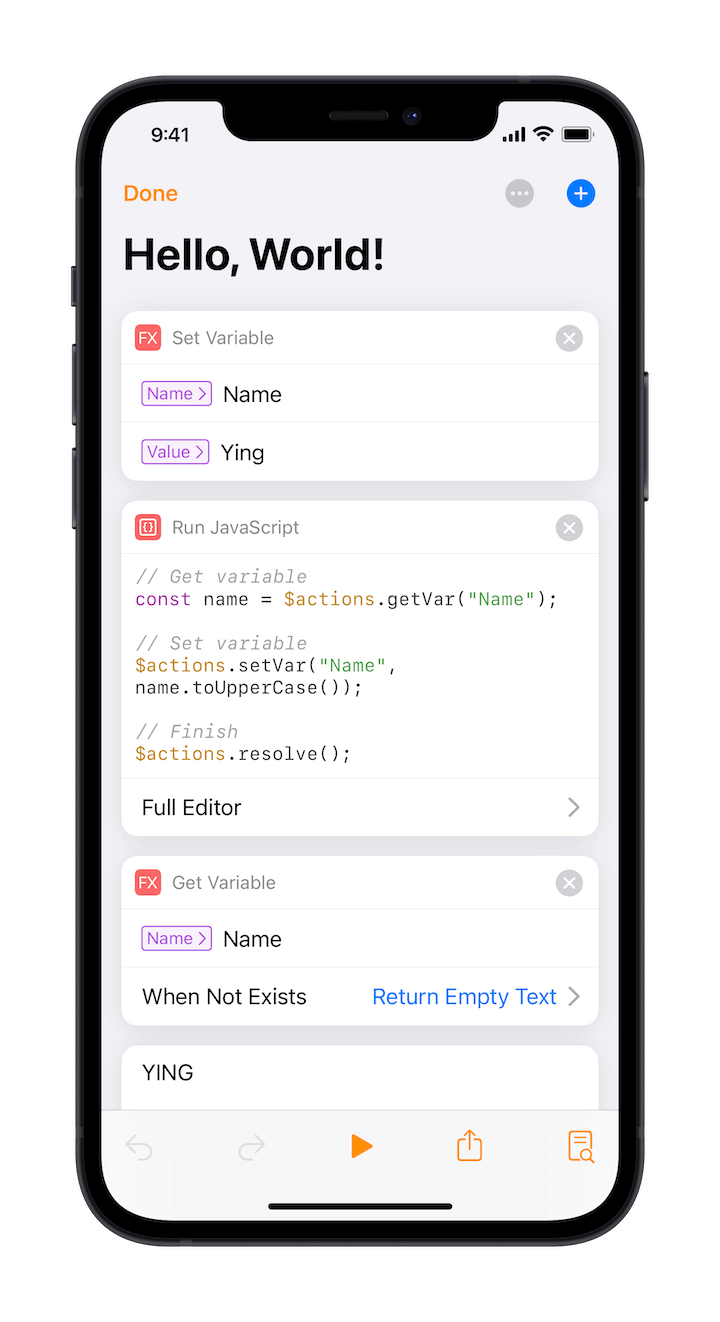 9:41
Done
Hello, World!
FX Set Variable
Name Name
Value Ying
{} Run JavaScript
// Get variable
const name = $actions.getVar("Name");
// Set variable
$actions.setVar("Name",
name.toUpperCase());
// Finish
$actions.resolve();
Full Editor
FX Get Variable
Name Name
When Not Exists Return Empty Text
YING